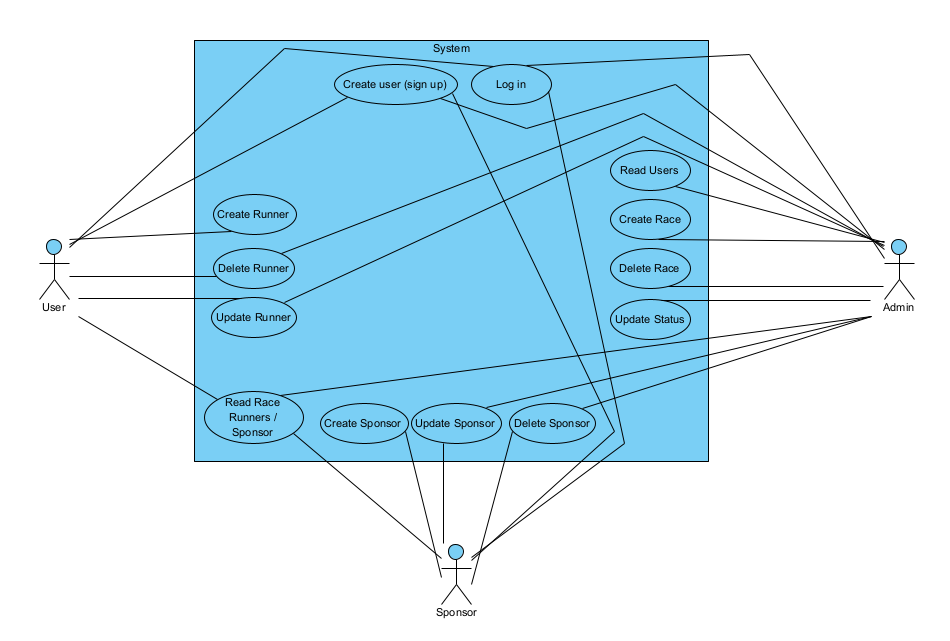 System
Create user (sign up)
Log in
Read Users
Create Runner
Create Race
Delete Runner
Delete Race
User
Admin
Update Runner
Update Status
Read Race
Runners /
Sponsor
Create Sponsor
Update Sponsor
Delete Sponsor
Sponsor